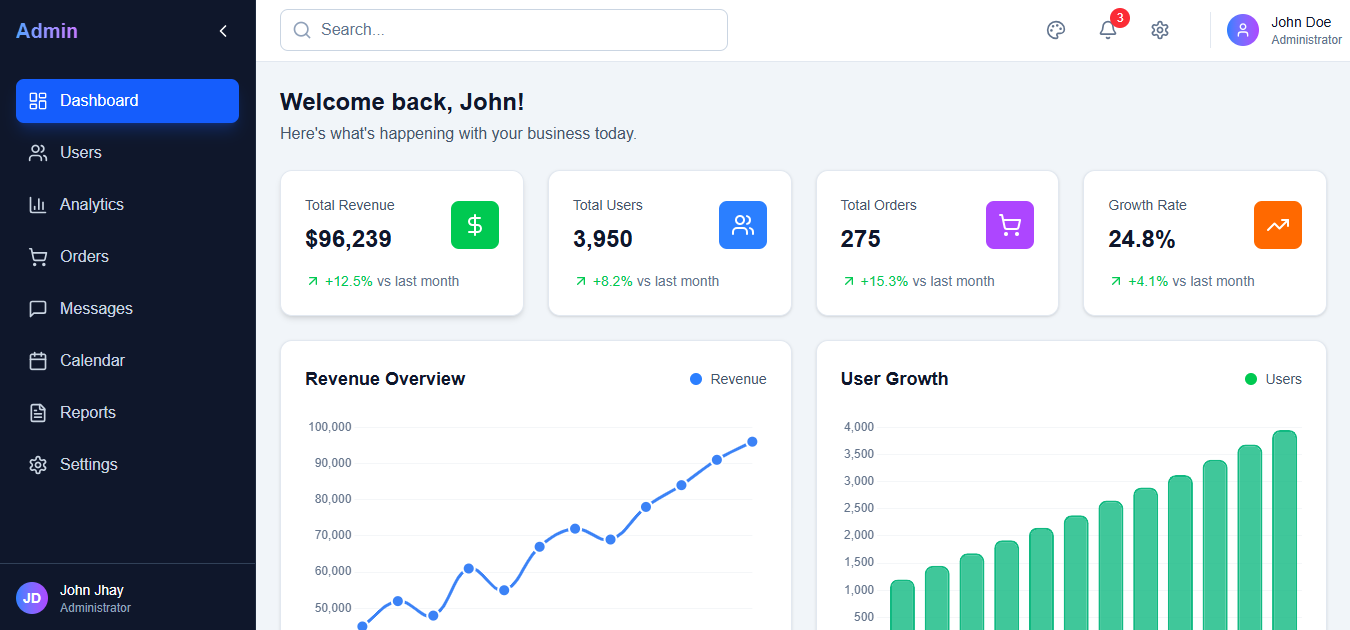 Admin
Dashboard
Users
Analytics
Orders
Messages
Calendar
Reports
Settings
JD
John Jhay
Administrator
Search...
3
John Doe
Administrator
Welcome back, John!
Here's what's happening with your business today.
Total Revenue
$96,239
+12.5% vs last month
Total Users
3,950
+8.2% vs last month
Total Orders
275
+15.3% vs last month
Growth Rate
24.8%
+4.1% vs last month
Revenue Overview
Revenue
100,000
90,000
80,000
70,000
60,000
50,000
User Growth
Users
4,000
3,500
3,000
2,500
2,000
1,500
1,000
500